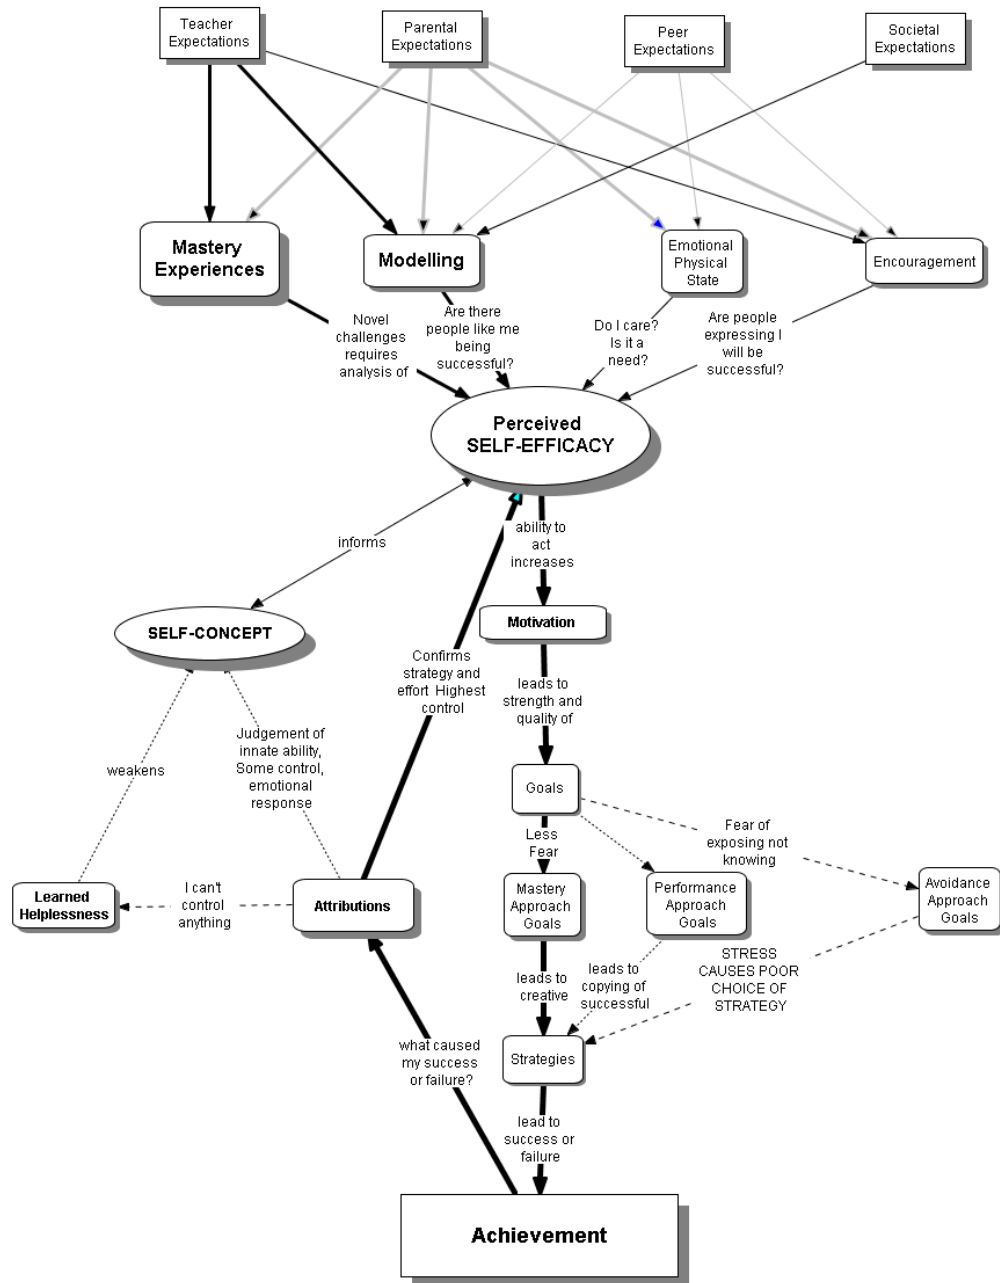 Teacher
Expectations
Parental
Expectations
Peer
Expectations
Societal
Expectations
Mastery
Experiences
Modelling
Emotional
Physical
State
Encouragement
Novel
challenges
requires
analysis of
Are there
people like me
being
successful?
Do I care?
Is it a
need?
Are people
expressing I
will be
successful?
Perceived
SELF-EFFICACY
informs
ability to
act
increases
SELF-CONCEPT
Motivation
Confirms
strategy and
effort Highest
control
leads to
strength and
quality of
weakens
Judgement of
innate ability,
Some control,
emotional
response
Goals
Less
Fear
Fear of
exposing not
knowing
Learned
Helplessness
I can't
control
anything
Attributions
Mastery
Approach
Goals
Performance
Approach
Goals
Avoidance
Approach
Goals
leads to
creative
leads to
copying of
successful
STRESS
CAUSES POOR
CHOICE OF
STRATEGY
what caused
my success
or failure?
Strategies
lead to
success or
failure
Achievement